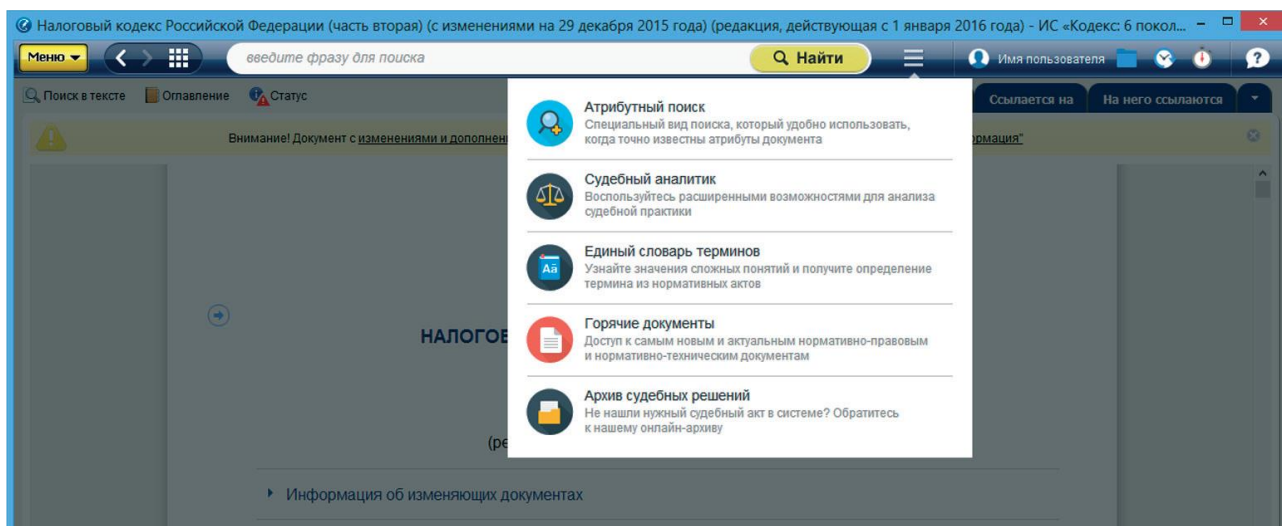 Налоговый кодекс Российской Федерации (часть вторая) (с изменениями на 29 декабря 2015 года) (редакция, действующая с 1 января 2016 года) - ИС «Кодекс: 6 покол...
Меню введите фразу для поиска Найти Имя пользователя ?
Поиск в тексте Оглавление Статус Ссылается на На него ссылаются
Внимание! Документ с изменениями и дополнен
рмация"
Атрибутный поиск
Специальный вид поиска, который удобно использовать,
когда точно известны атрибуты документа
Судебный аналитик
Воспользуйтесь расширенными возможностями для анализа
судебной практики
Единый словарь терминов
Аа̄
Узнайте значения сложных понятий и получите определение
термина из нормативных актов
Горячие документы
Доступ к самым новым и актуальным нормативно-правовым
и нормативно-техническим документам
Архив судебных решений
Не нашли нужный судебный акт в системе? Обратитесь
к нашему онлайн-архиву
НАЛОГОВ
(ре
Информация об изменяющих документах